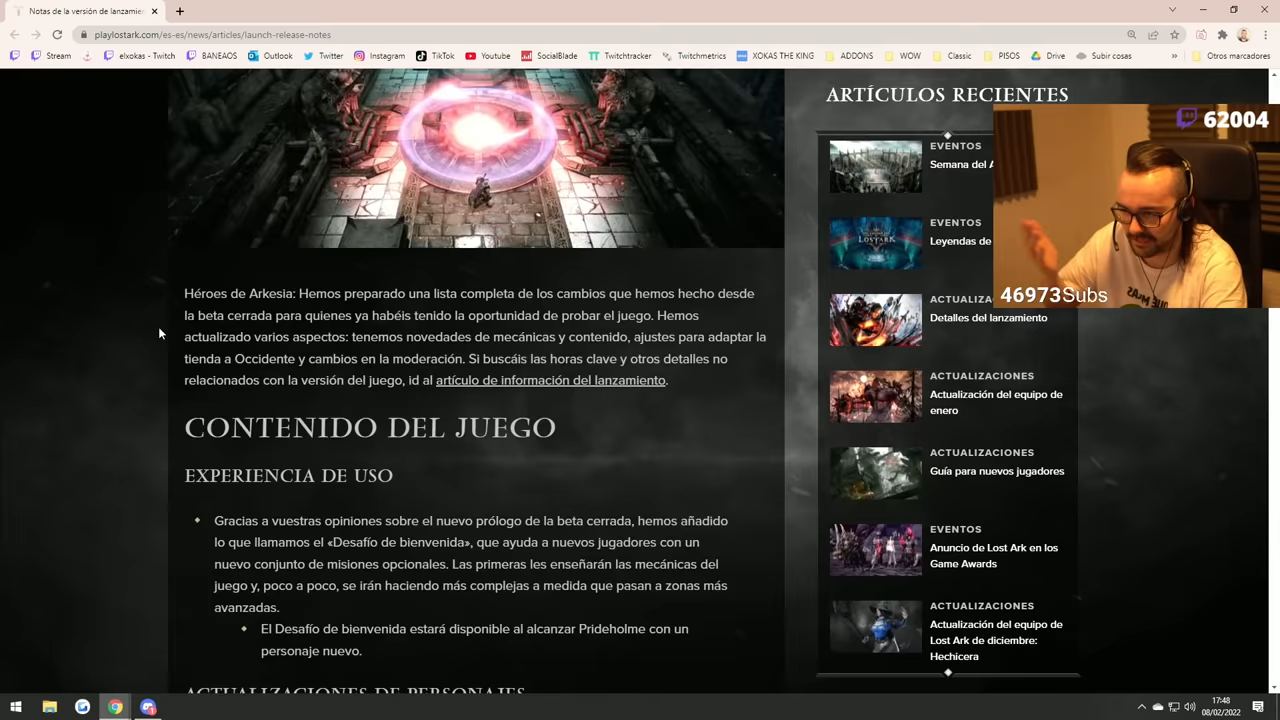 Notas de la versión de lanzamie
playlostark.com/es-es/news/articles/launch-release-notes
Stream
elxokas - Twitch
BANEAOS
Outlook
Twitter
Instagram
TikTok
Youtube
SocialBlade
Twitchtracker
Twitchmetrics
XOKAS THE KING
ADDONS
WOW
Classic
PISOS
Drive
Subir cosas
»
Otros marcadores
Héroes de Arkesia: Hemos preparado una lista completa de los cambios que hemos hecho desde
la beta cerrada para quienes ya habéis tenido la oportunidad de probar el juego. Hemos
actualizado varios aspectos: tenemos novedades de mecánicas y contenido, ajustes para adaptar la
tienda a Occidente y cambios en la moderación. Si buscáis las horas clave y otros detalles no
relacionados con la versión del juego, id al artículo de información del lanzamiento.
CONTENIDO DEL JUEGO
EXPERIENCIA DE USO
Gracias a vuestras opiniones sobre el nuevo prólogo de la beta cerrada, hemos añadido
lo que llamamos el «Desafío de bienvenida», que ayuda a nuevos jugadores con un
nuevo conjunto de misiones opcionales. Las primeras les enseñarán las mecánicas del
juego y, poco a poco, se irán haciendo más complejas a medida que pasan a zonas más
avanzadas.
El Desafío de bienvenida estará disponible al alcanzar Prideholme con un
personaje nuevo.
ACTUALIZACIONES DE PERSONAJES
ARTÍCULOS RECIENTES
EVENTOS
Semana del A
EVENTOS
LOST ARK
Leyendas de
ACTUALIZA
Detalles del lanzamiento
ACTUALIZACIONES
Actualización del equipo de
enero
ACTUALIZACIONES
Guía para nuevos jugadores
EVENTOS
Anuncio de Lost Ark en los
Game Awards
ACTUALIZACIONES
Actualización del equipo de
Lost Ark de diciembre:
Hechicera
62004
46973Subs
17:48
08/02/2022